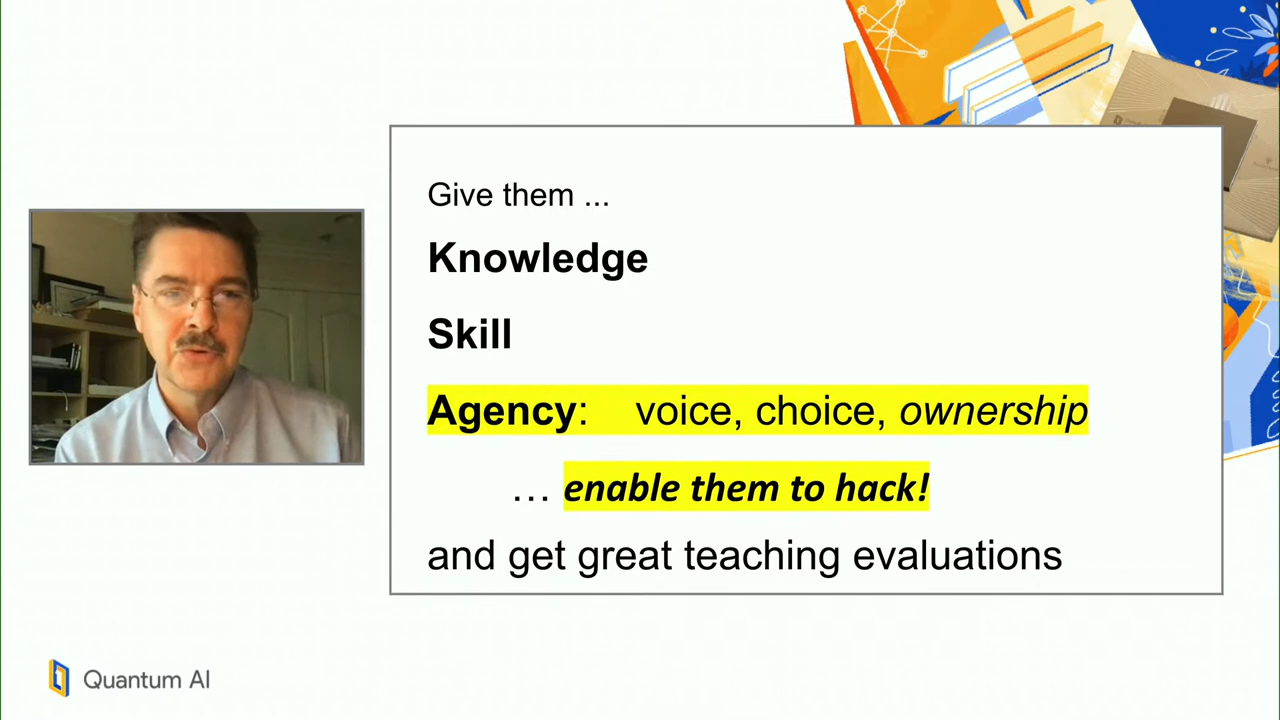 Give them ...
Knowledge
Skill
Agency: voice, choice, ownership
… enable them to hack!
and get great teaching evaluations
Quantum AI